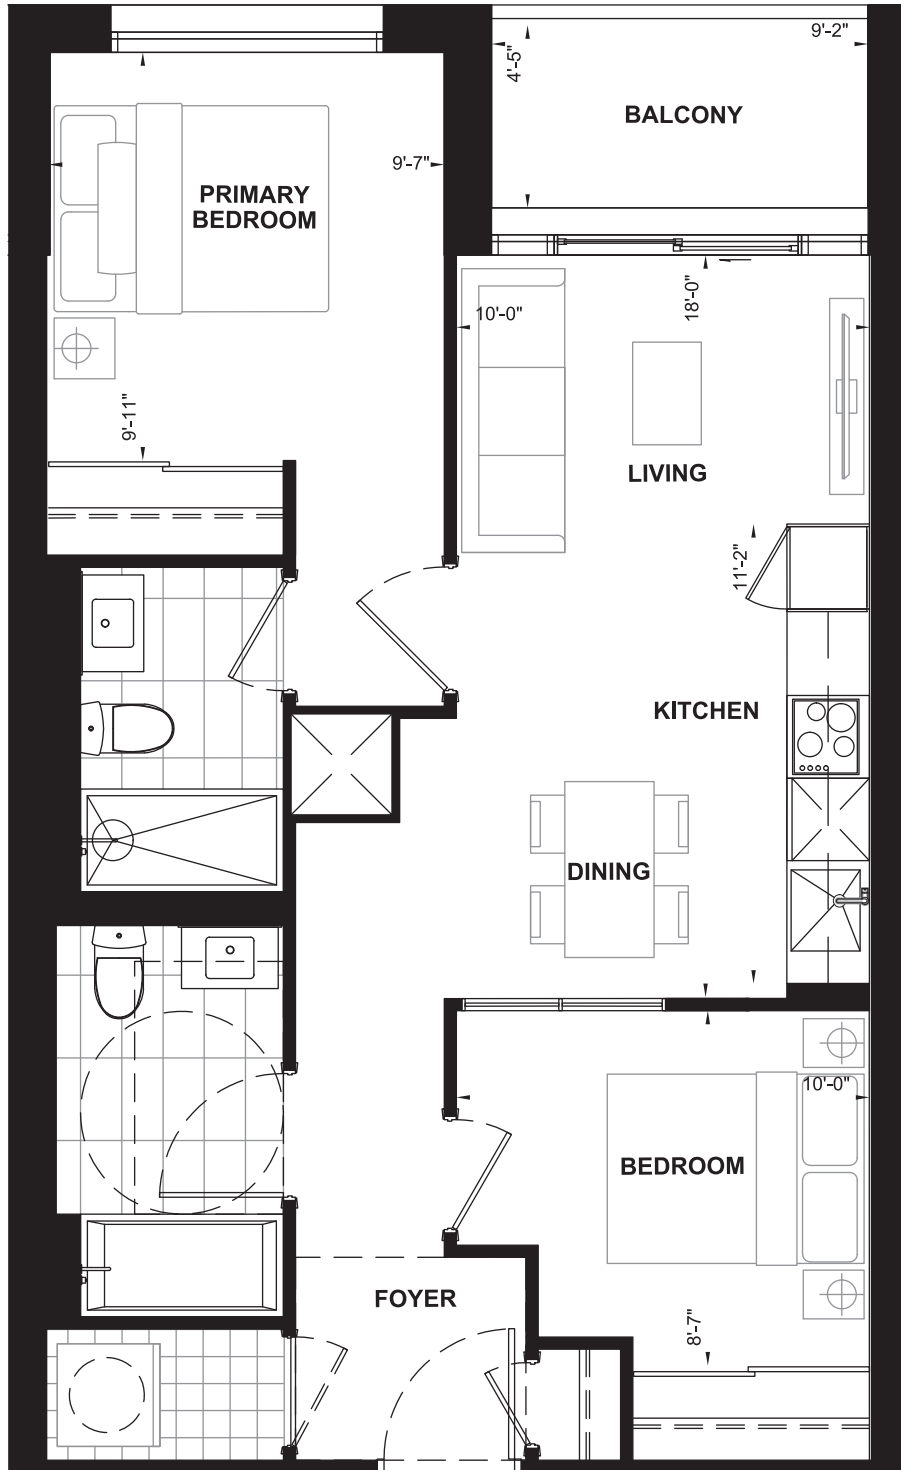 9'-2"
4'-5"
BALCONY
9'-7"
PRIMARY
BEDROOM
18'-0"
10'-0"
9'-11"
LIVING
11'-2"
KITCHEN
DINING
10'-0"
BEDROOM
FOYER
8'-7"